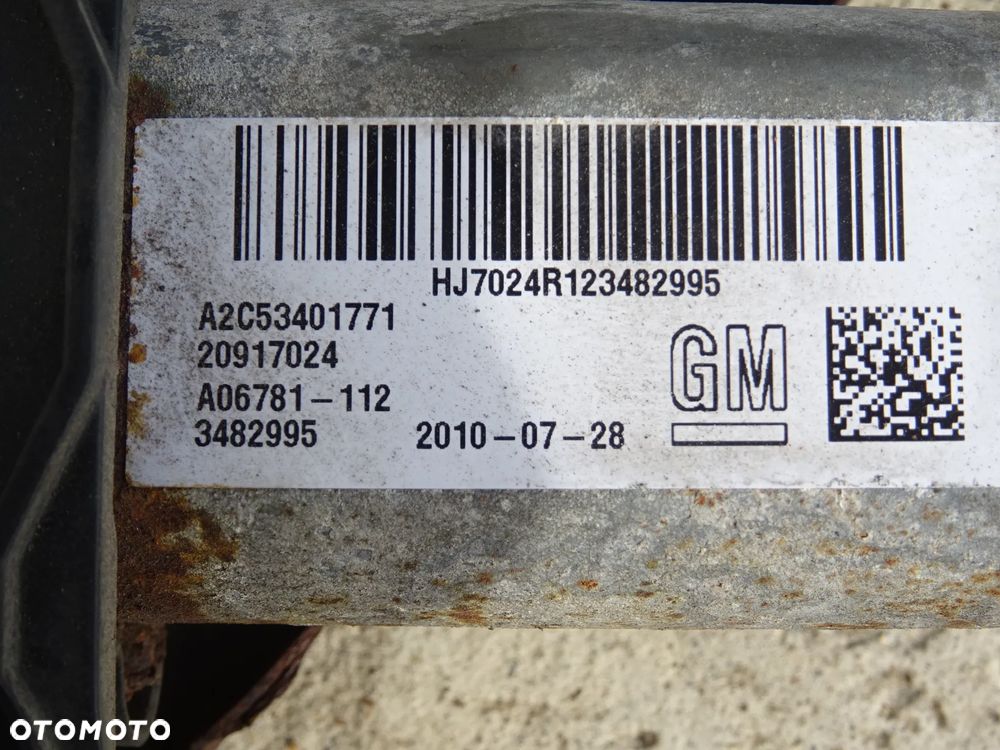 HJ7024R123482995
A2C53401771
20917024
A06781-112
3482995 2010-07-28
GM
OTOMOTO